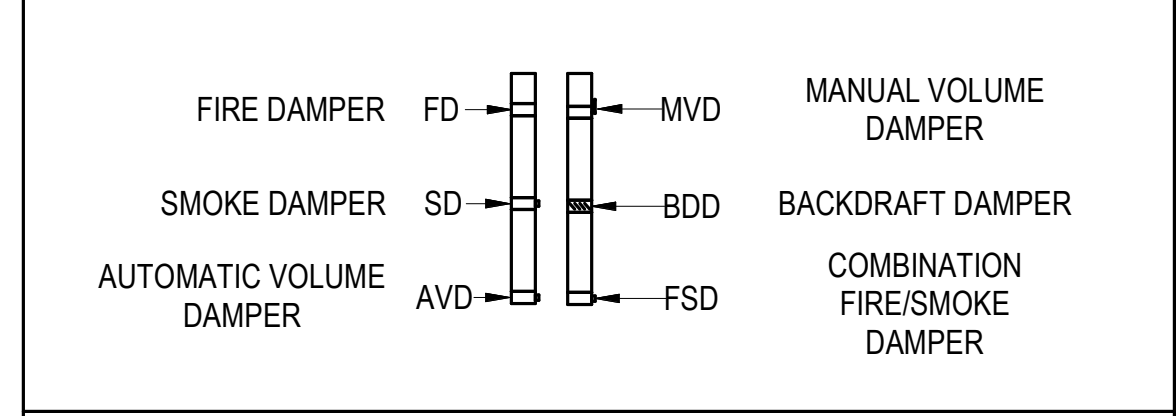 FIRE DAMPER FD MVD MANUAL VOLUME
DAMPER
SMOKE DAMPER SD BDD BACKDRAFT DAMPER
AUTOMATIC VOLUME
DAMPER AVD FSD COMBINATION
FIRE/SMOKE
DAMPER